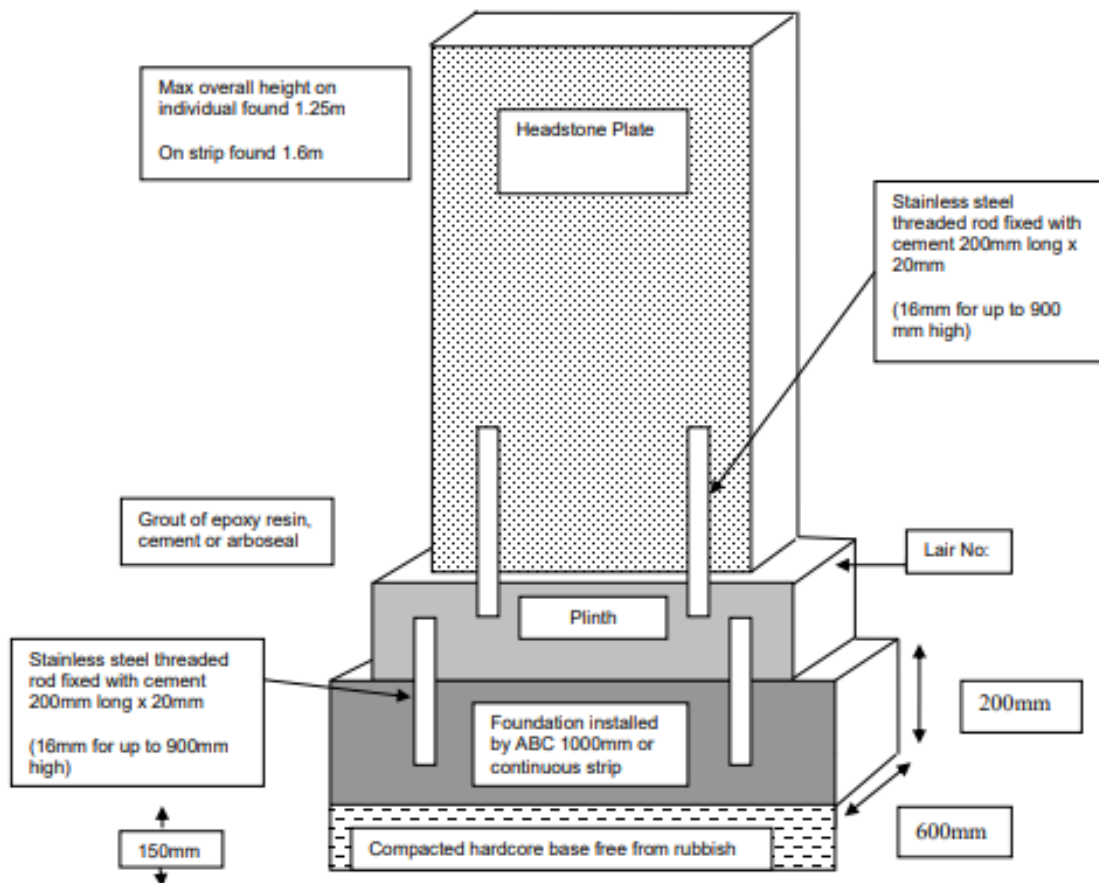 Max overall height on
individual found 1.25m
On strip found 1.6m
Headstone Plate
Stainless steel
threaded rod fixed with
cement 200mm long x
20mm
(16mm for up to 900
mm high)
Grout of epoxy resin,
cement or arboseal
Lair No:
Plinth
Stainless steel threaded
rod fixed with cement
200mm long x 20mm
(16mm for up to 900mm
high)
Foundation installed
by ABC 1000mm or
continuous strip
200mm
600mm
150mm
Compacted hardcore base free from rubbish